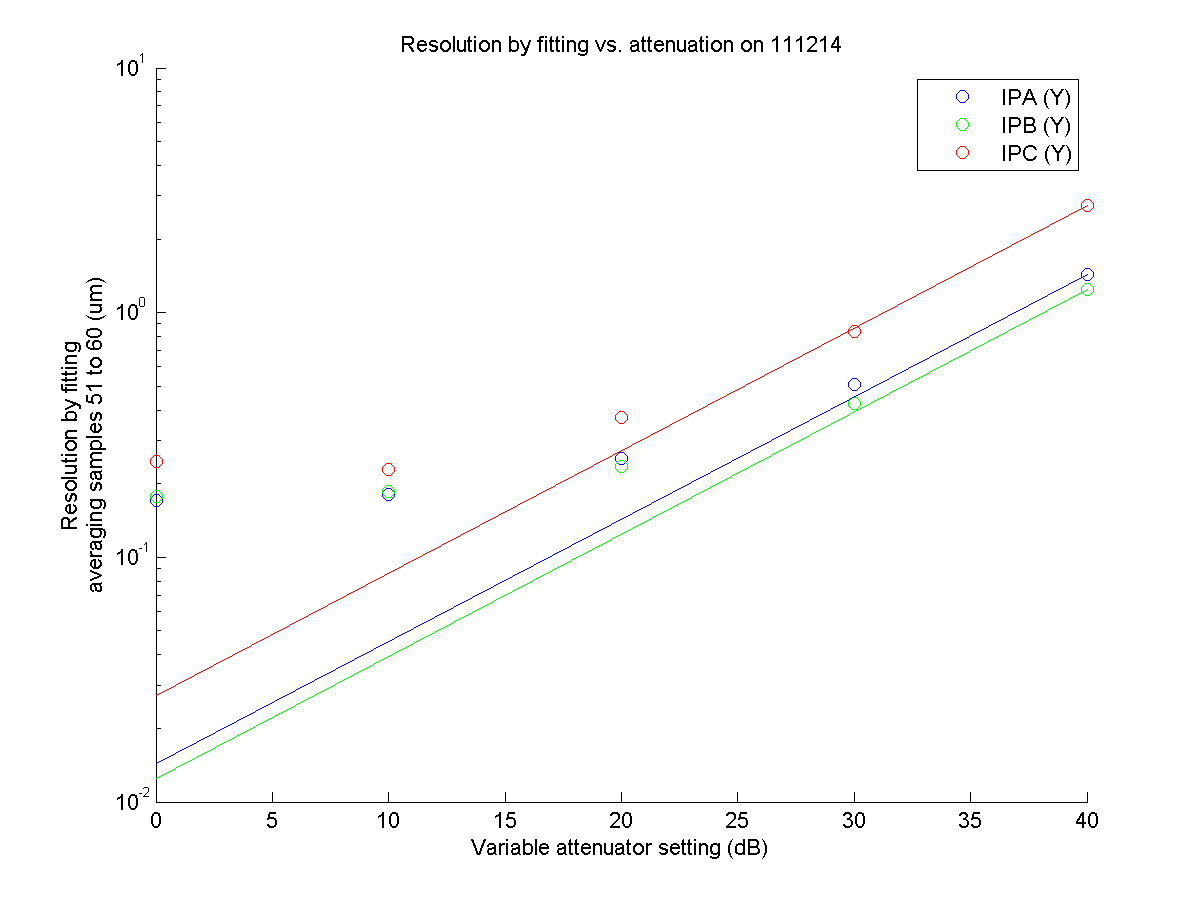 Resolution by fitting vs. attenuation on 111214
IPA (Y)
IPB (Y)
IPC (Y)
Resolution by fitting
averaging samples 51 to 60 (um)
10^1
10^0
10^-1
10^-2
0 5 10 15 20 25 30 35 40
Variable attenuator setting (dB)